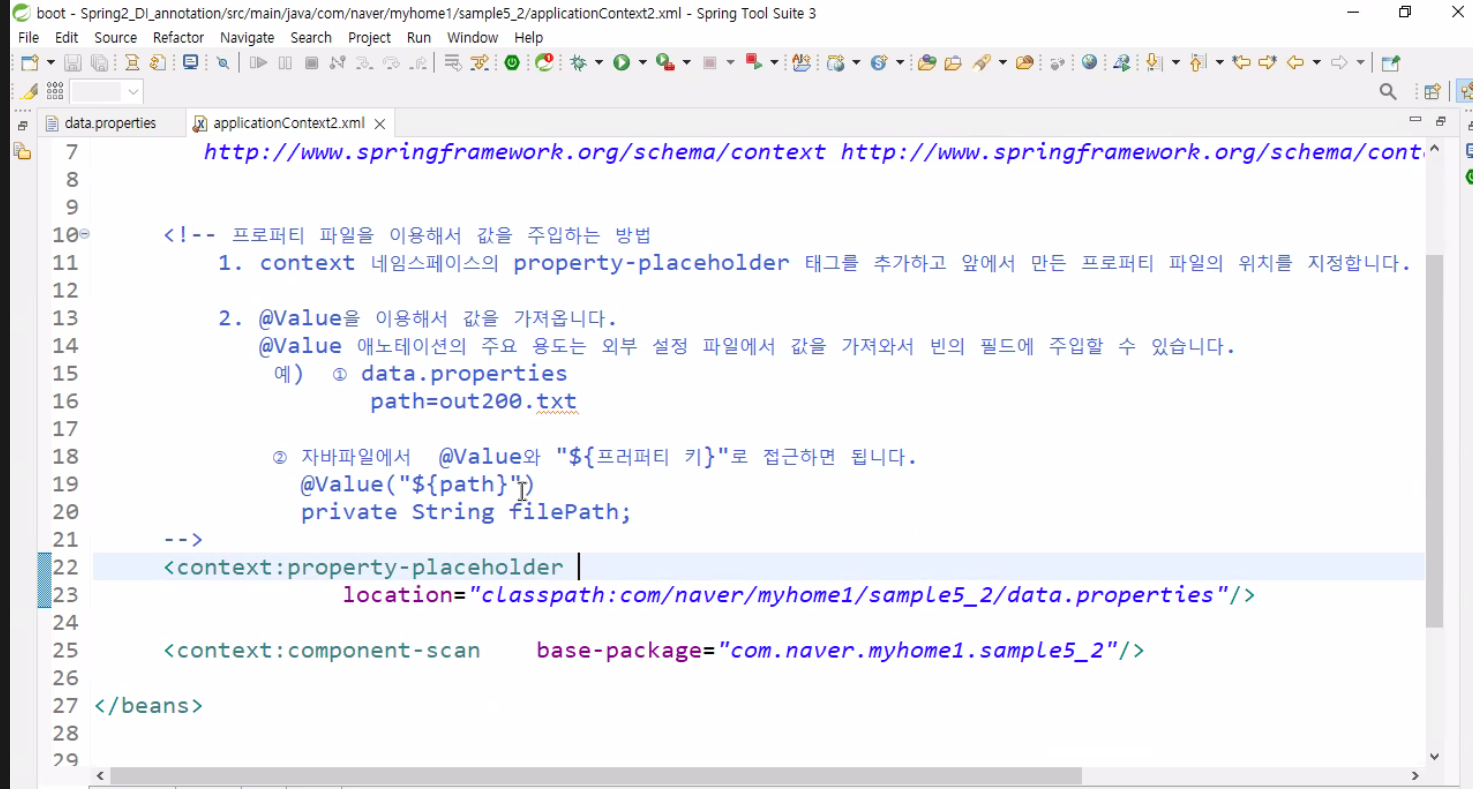 boot - Spring2_DI_annotation/src/main/java/com/naver/myhome1/sample5_2/applicationContext2.xml - Spring Tool Suite 3
File Edit Source Refactor Navigate Search Project Run Window Help
data.properties applicationContext2.xml
7 http://www.springframework.org/schema/context http://www.springframework.org/schema/cont
8
9
10 <!-- 프로퍼티 파일을 이용해서 값을 주입하는 방법
11 1. context 네임스페이스의 property-placeholder 태그를 추가하고 앞에서 만든 프로퍼티 파일의 위치를 지정합니다.
12
13 2. @Value을 이용해서 값을 가져옵니다.
14 @Value 애노테이션의 주요 용도는 외부 설정 파일에서 값을 가져와서 빈의 필드에 주입할 수 있습니다.
15 예) ① data.properties
16 path=out200.txt
17
18 ② 자바파일에서 @Value와 "${프러퍼티 키}"로 접근하면 됩니다.
19 @Value("${path}")
20 private String filePath;
21 -->
22 <context:property-placeholder
23 location="classpath:com/naver/myhome1/sample5_2/data.properties"/>
24
25 <context:component-scan base-package="com.naver.myhome1.sample5_2"/>
26
27 </beans>
28
29